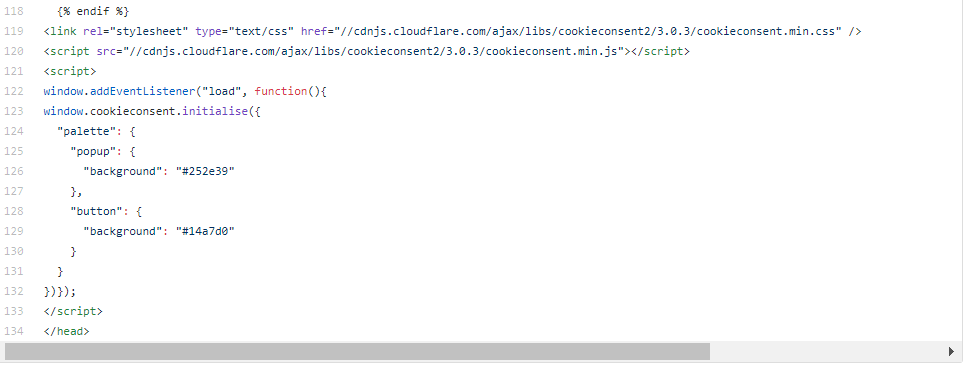 118 {% endif %}
119 <link rel="stylesheet" type="text/css" href="//cdnjs.cloudflare.com/ajax/libs/cookieconsent2/3.0.3/cookieconsent.min.css" />
120 <script src="//cdnjs.cloudflare.com/ajax/libs/cookieconsent2/3.0.3/cookieconsent.min.js"></script>
121 <script>
122 window.addEventListener("load", function(){
123 window.cookieconsent.initialise({
124   "palette": {
125     "popup": {
126       "background": "#252e39"
127     },
128     "button": {
129       "background": "#14a7d0"
130     }
131   }
132 })});
133 </script>
134 </head>